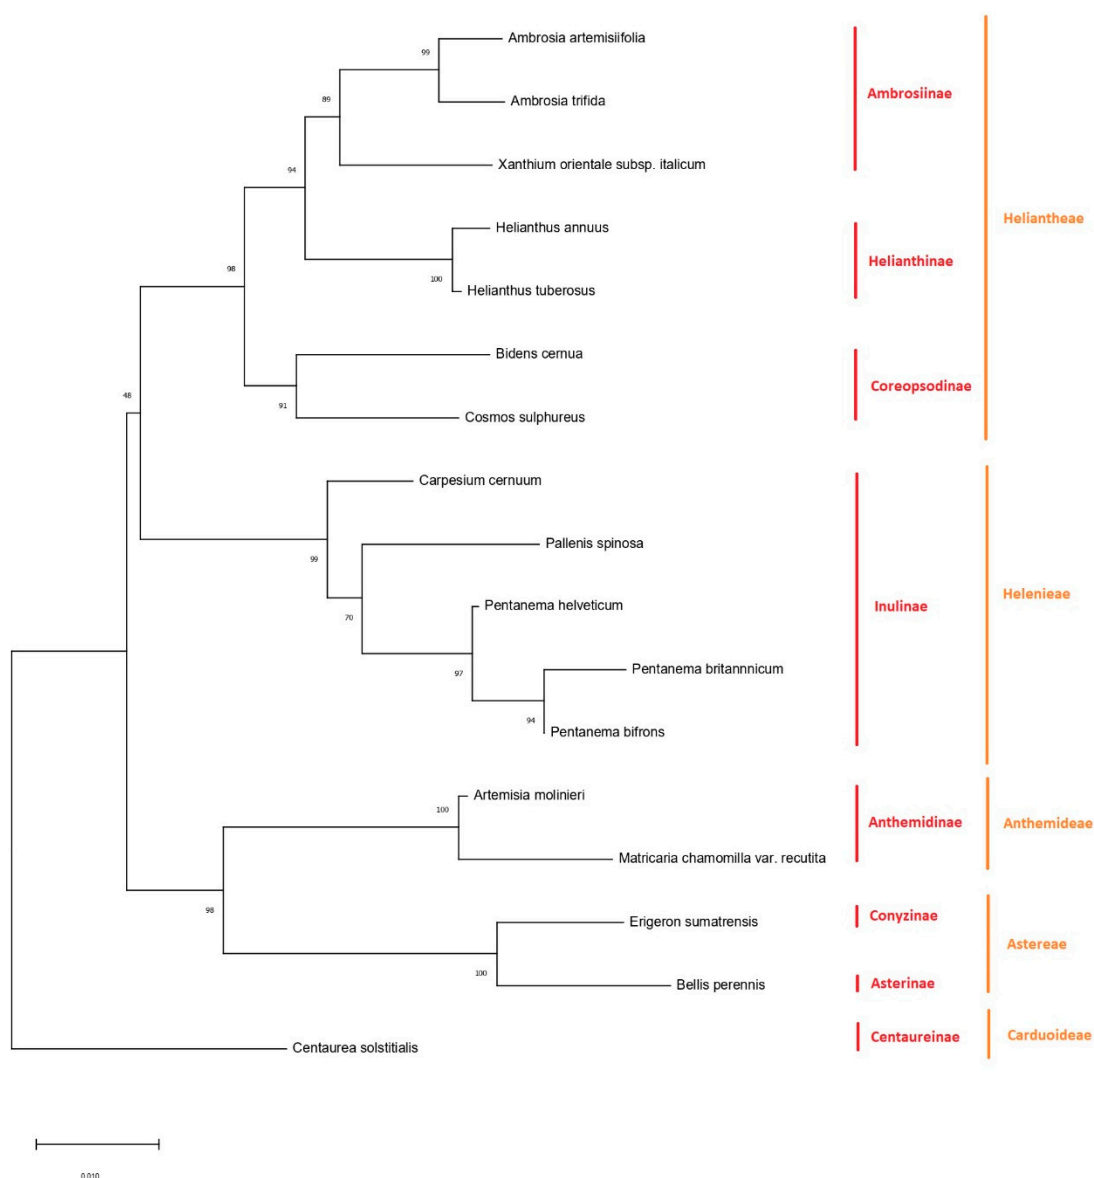 Ambrosia artemisiifolia
99
Ambrosia trifida
Ambrosiinae
89
Xanthium orientale subsp. italicum
94
Heliantheae
Helianthus annuus
Helianthinae
98
100
Helianthus tuberosus
Bidens cernua
Coreopsodinae
48
91
Cosmos sulphureus
Carpesium cernuum
Pallenis spinosa
99
Helenieae
Pentanema helveticum
Inulinae
70
Pentanema britannnicum
97
94
Pentanema bifrons
Artemisia molinieri
100
Anthemidinae
Anthemideae
Matricaria chamomilla var. recutita
98
Conyzinae
Erigeron sumatrensis
Astereae
100
Bellis perennis
Asterinae
Centaureinae
Carduoideae
Centaurea solstitialis
0.010